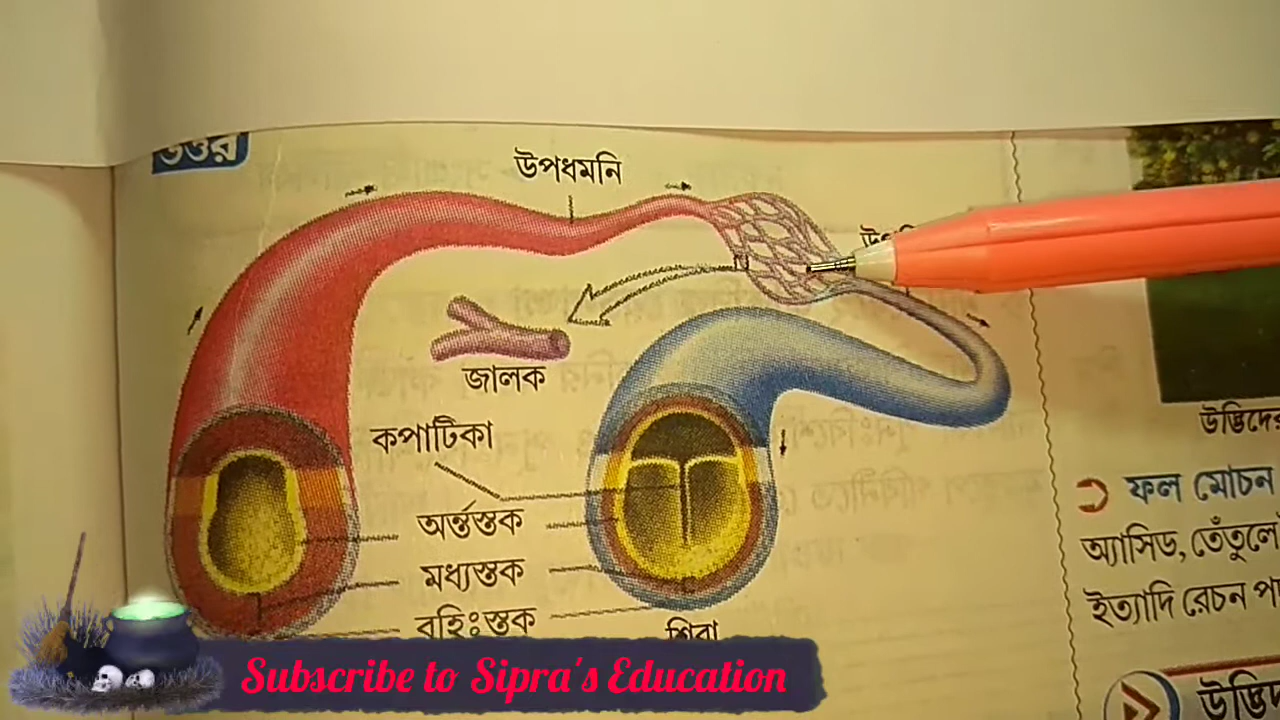 উত্তর
উপধমনি
জালক
কপাটিকা
অর্ন্তস্তক
মধ্যস্তক
বহিঃস্তক
শিরা
উদ্ভিদের
ফল মোচন
অ্যাসিড, তেঁতুলে
ইত্যাদি রেচন
Subscribe to Sipra's Education